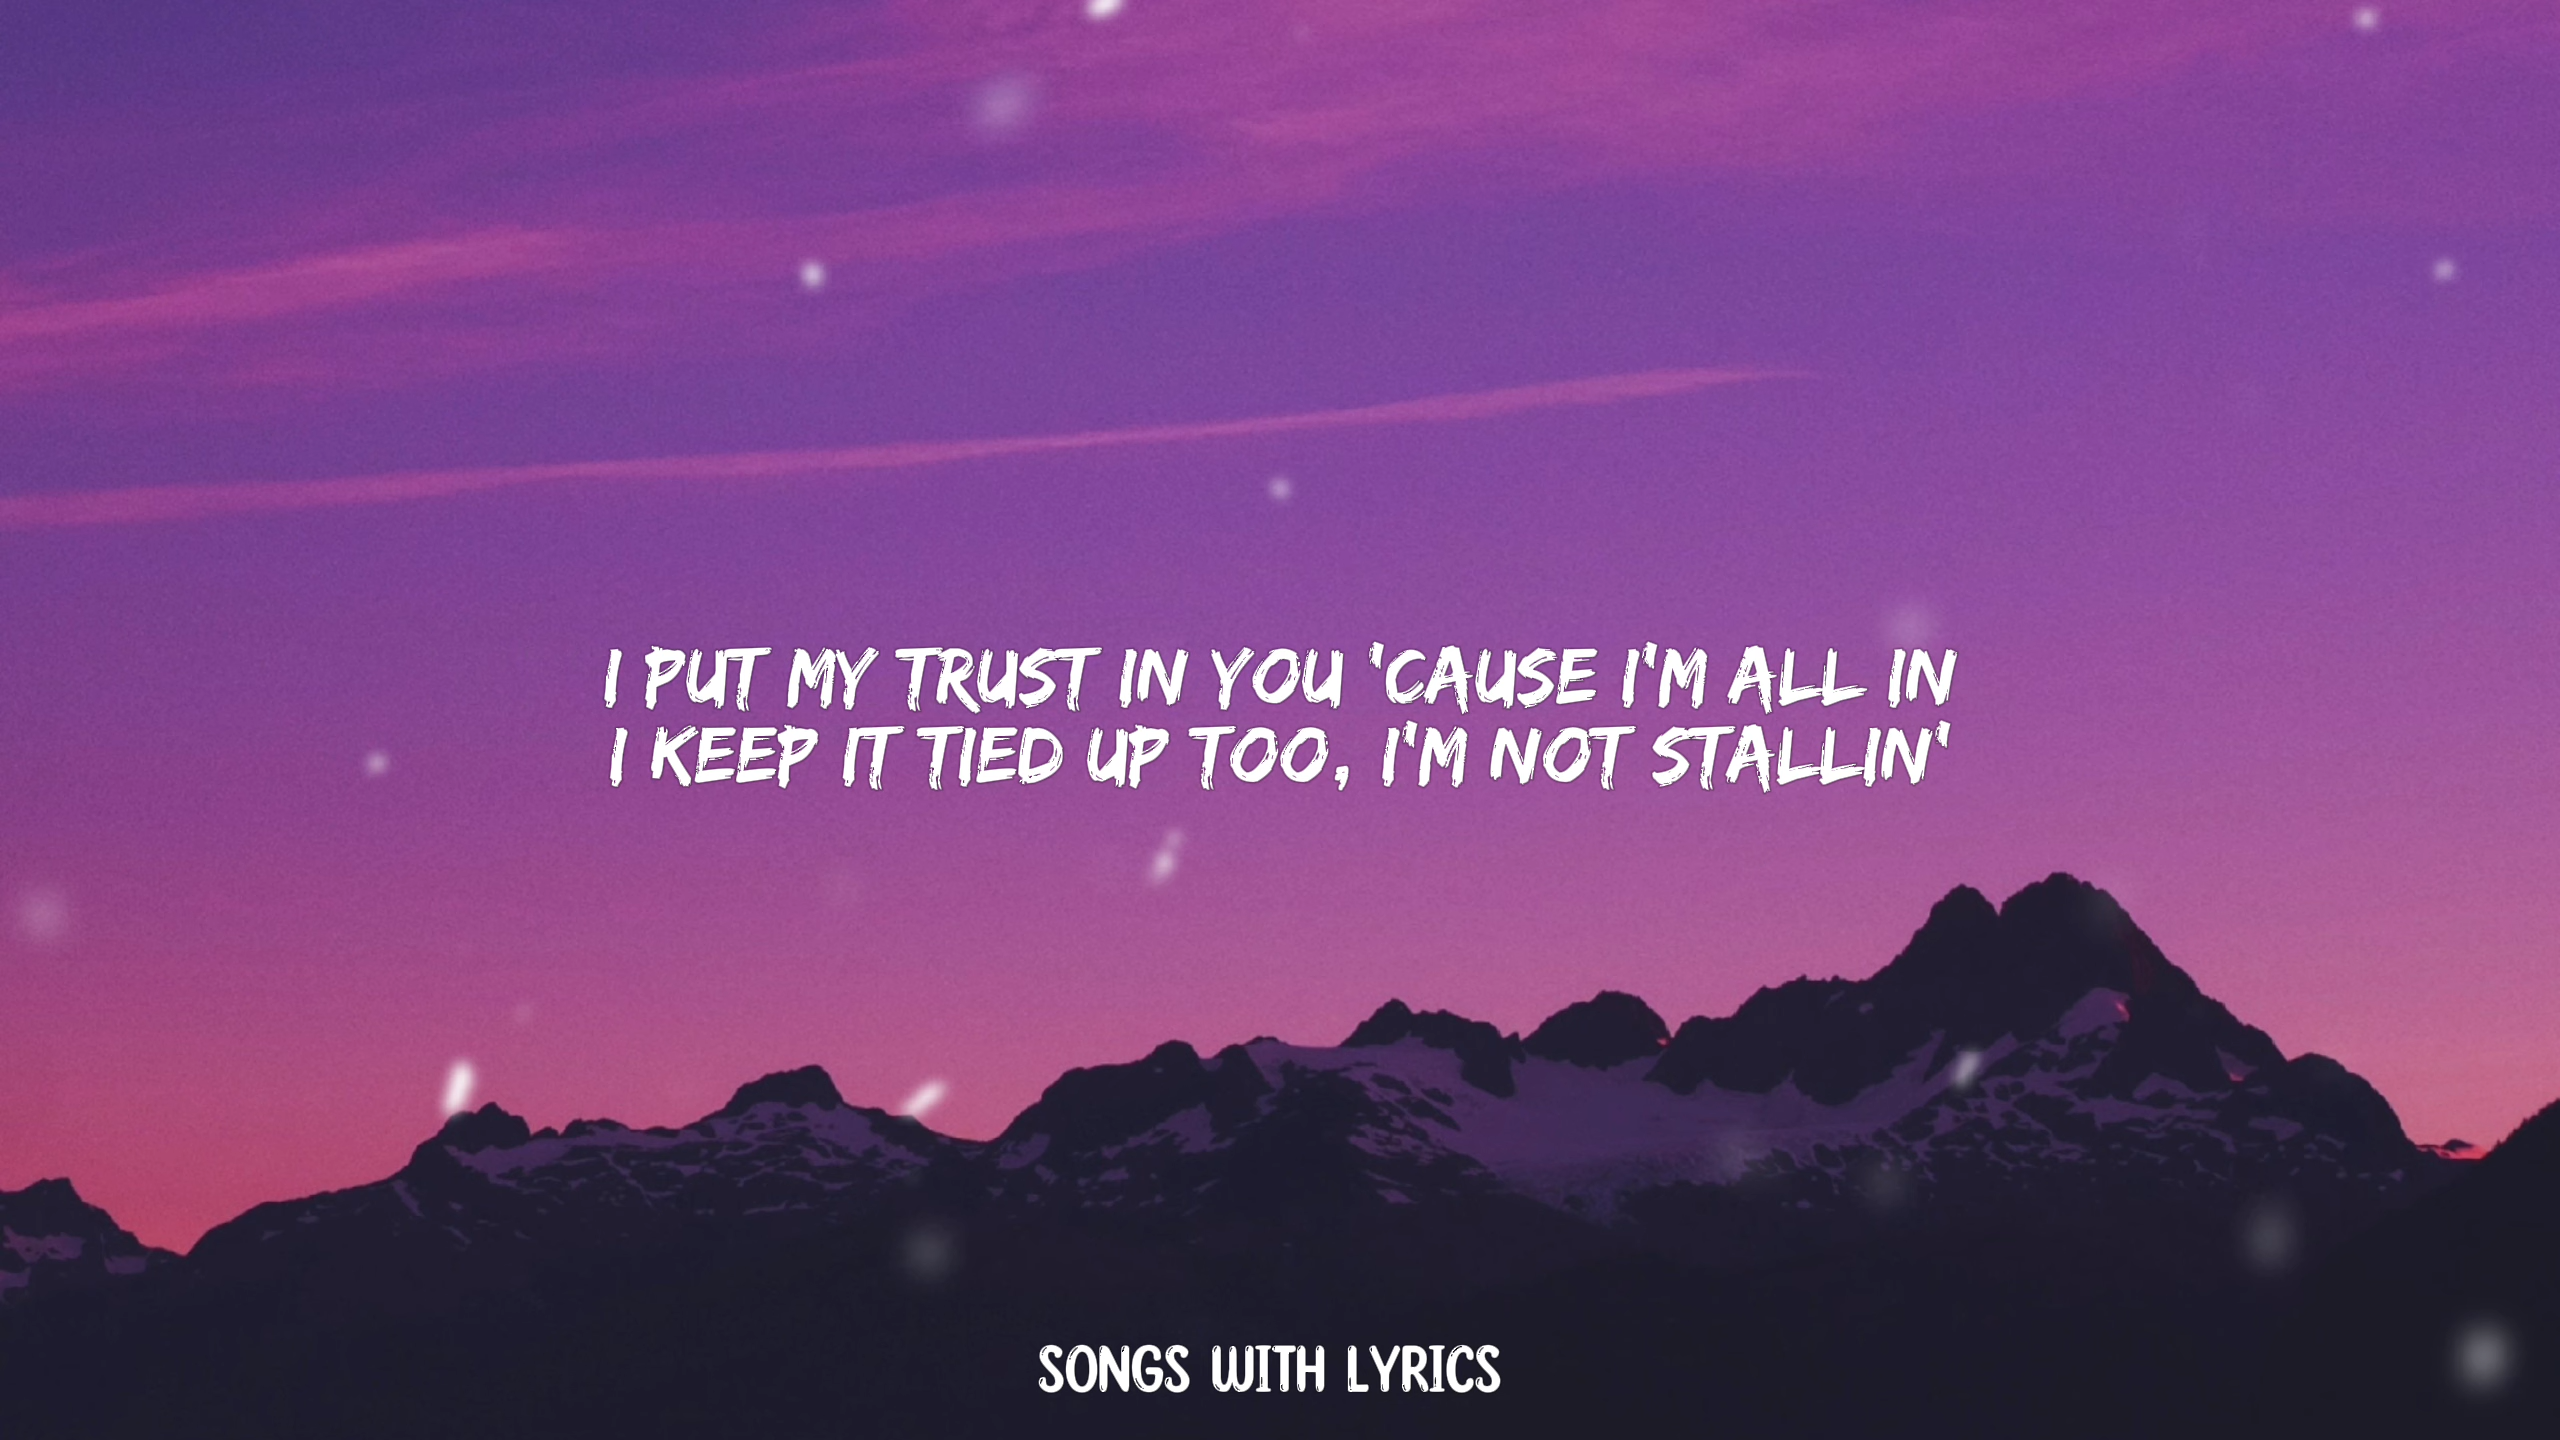 I PUT MY TRUST IN YOU 'CAUSE I'M ALL IN
I KEEP IT TIED UP TOO, I'M NOT STALLIN'
SONGS WITH LYRICS